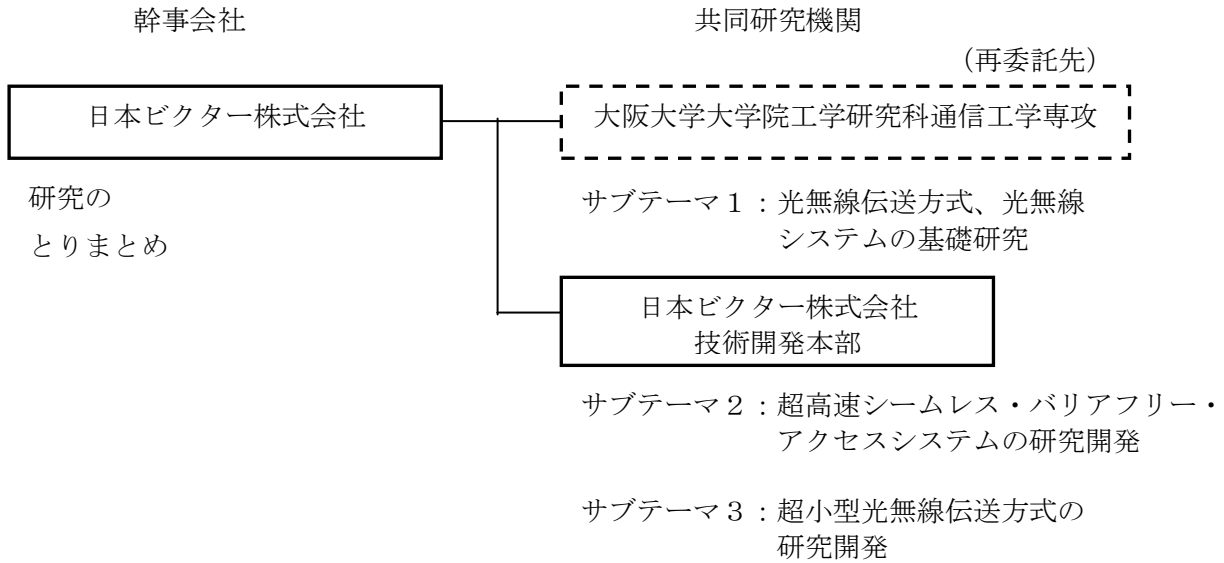 幹事会社
共同研究機関
(再委託先)
日本ビクター株式会社
大阪大学大学院工学研究科通信工学専攻
研究の
とりまとめ
サブテーマ1:光無線伝送方式、光無線
システムの基礎研究
日本ビクター株式会社
技術開発本部
サブテーマ2:超高速シームレス・バリアフリー・
アクセスシステムの研究開発
サブテーマ3:超小型光無線伝送方式の
研究開発